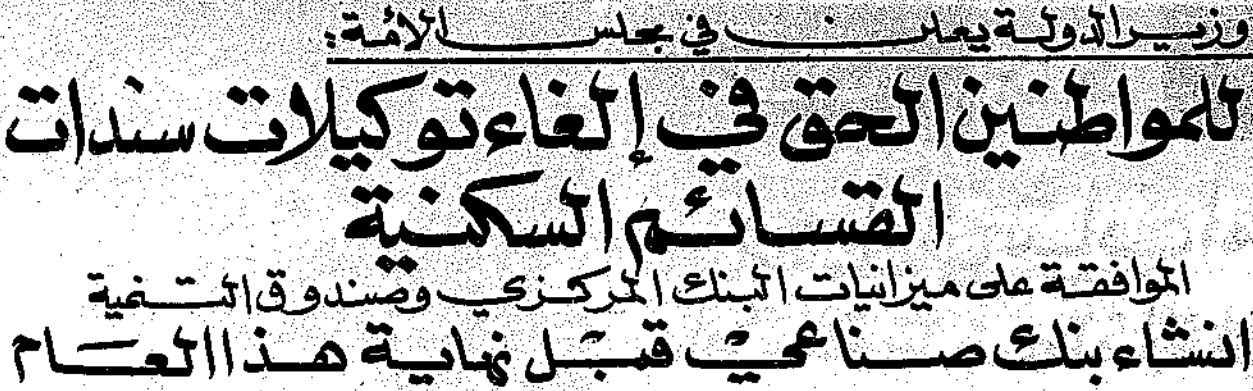 وزير الدولة يعلن في مجلس الأمة:
للمواطنين الحق في إلغاء توكيلات سندات
القسائم السكنية
الموافقة على ميزانيات البنك المركزي وصندوق التنمية
انشاء بنك صناعي قبل نهاية هذا العام